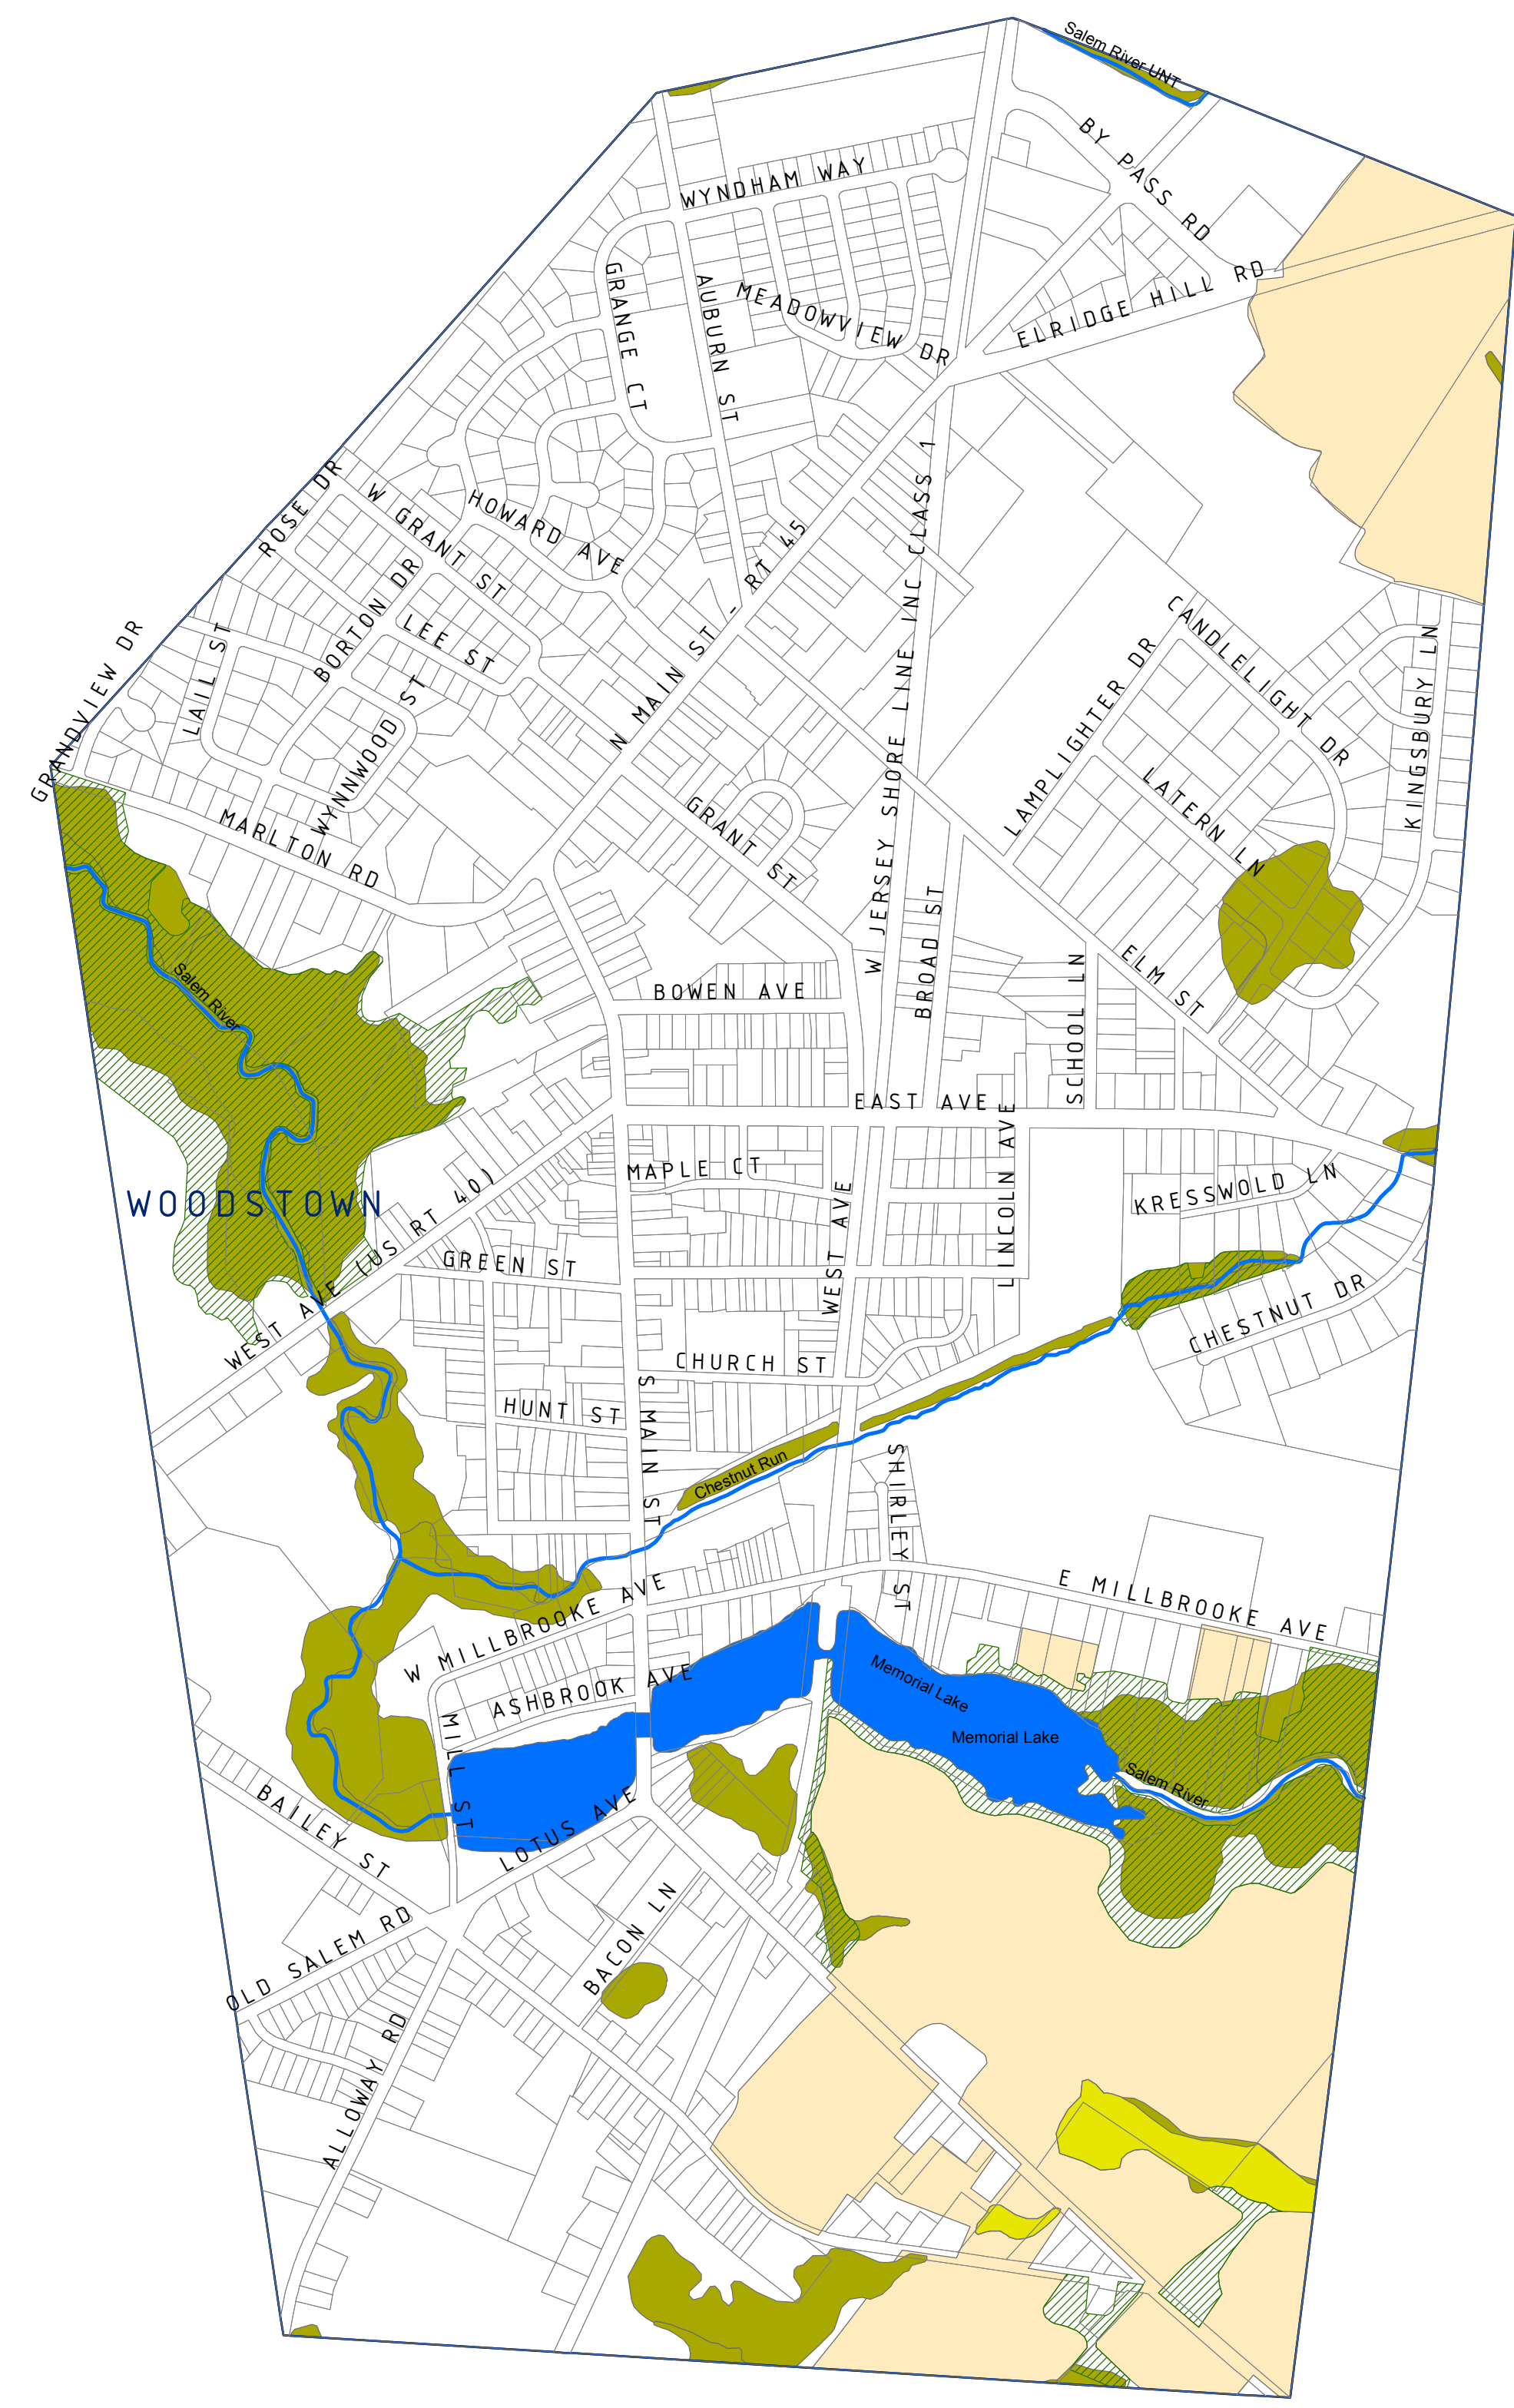 Salem River UNT
BY PASS RD
WYNDHAM WAY
GRANGE CT
AUBURN ST
MEADOWVIEW DR
ELRIDGE HILL RD
ROSE DR
W GRANT ST
HOWARD AVE
N MAIN ST - RT 45
W JERSEY SHORE LINE INC CLASS 1
BORTON DR
LEE ST
LAIL ST
GRANDVIEW DR
WYNNWOOD ST
MARLTON RD
CANDLELIGHT DR
LAMPLIGHTER DR
KINGSBURY LN
LATERN LN
GRANT ST
BROAD ST
ELM ST
SCHOOL LN
Salem River
BOWEN AVE
EAST AVE
LINCOLN AVE
MAPLE CT
WOODSTOWN
WEST AVE (US RT 40)
GREEN ST
WEST AVE
KRESSWOLD LN
CHESTNUT DR
CHURCH ST
HUNT ST
S MAIN ST
Chestnut Run
SHIRLEY ST
E MILLBROOKE AVE
W MILLBROOKE AVE
ASHBROOK AVE
Memorial Lake
Memorial Lake
Salem River
MILL ST
LOTUS AVE
BAILEY ST
BACON LN
OLD SALEM RD
ALLOWAY RD